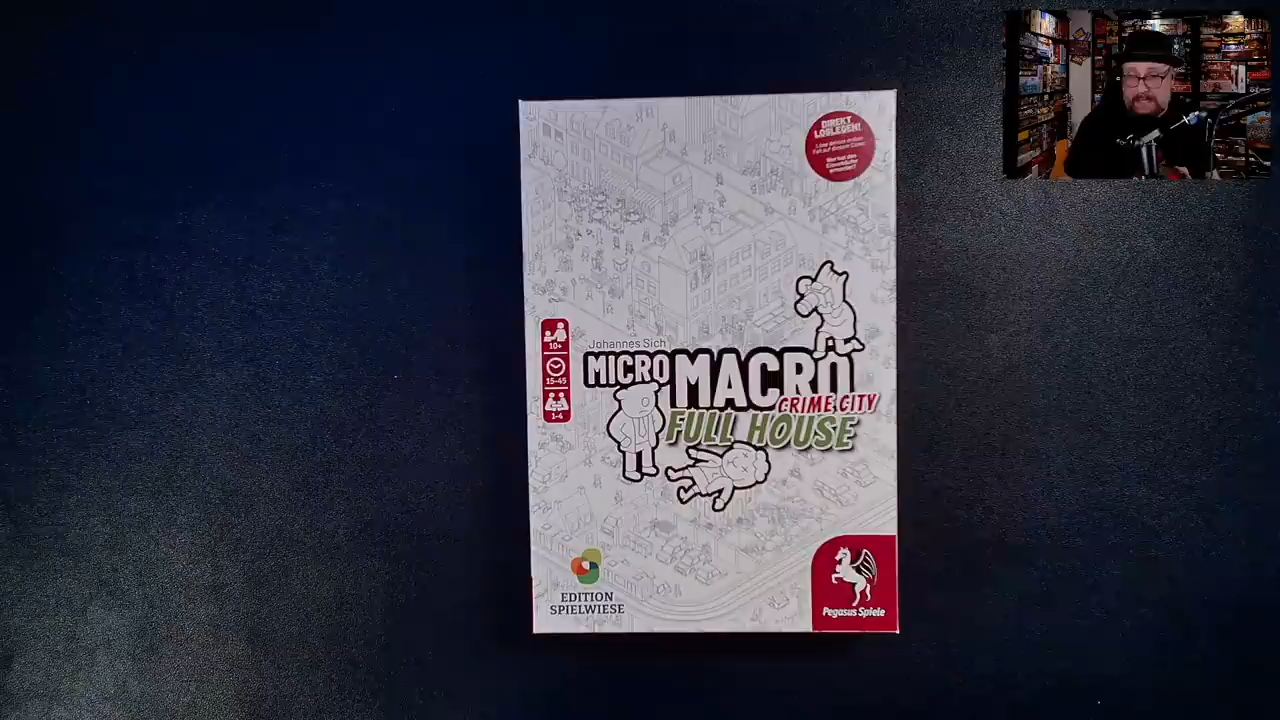 DIREKT
LOSLEGEN!
10+
15-45
1-4
Johannes Sich
MICRO MACRO
CRIME CITY
FULL HOUSE
EDITION
SPIELWIESE
Pegasus Spiele